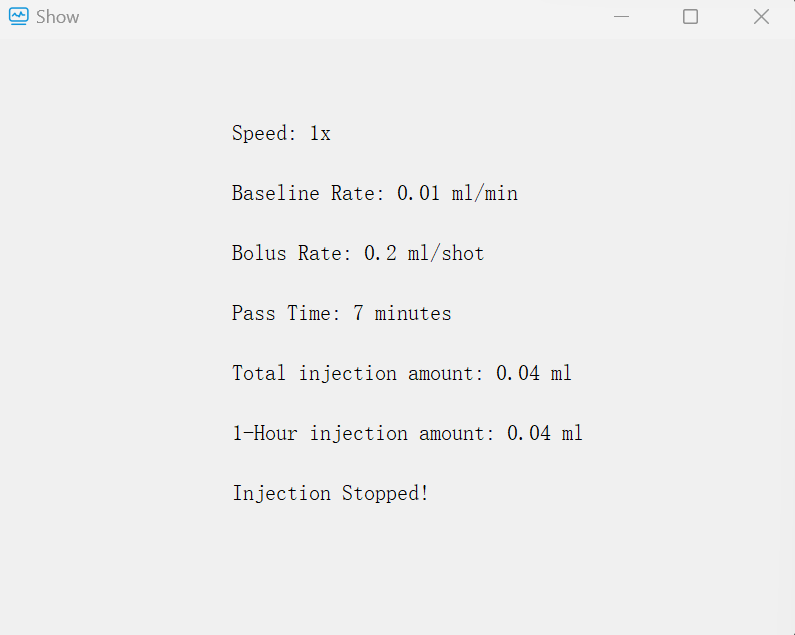 Show
Speed: 1x
Baseline Rate: 0.01 ml/min
Bolus Rate: 0.2 ml/shot
Pass Time: 7 minutes
Total injection amount: 0.04 ml
1-Hour injection amount: 0.04 ml
Injection Stopped!